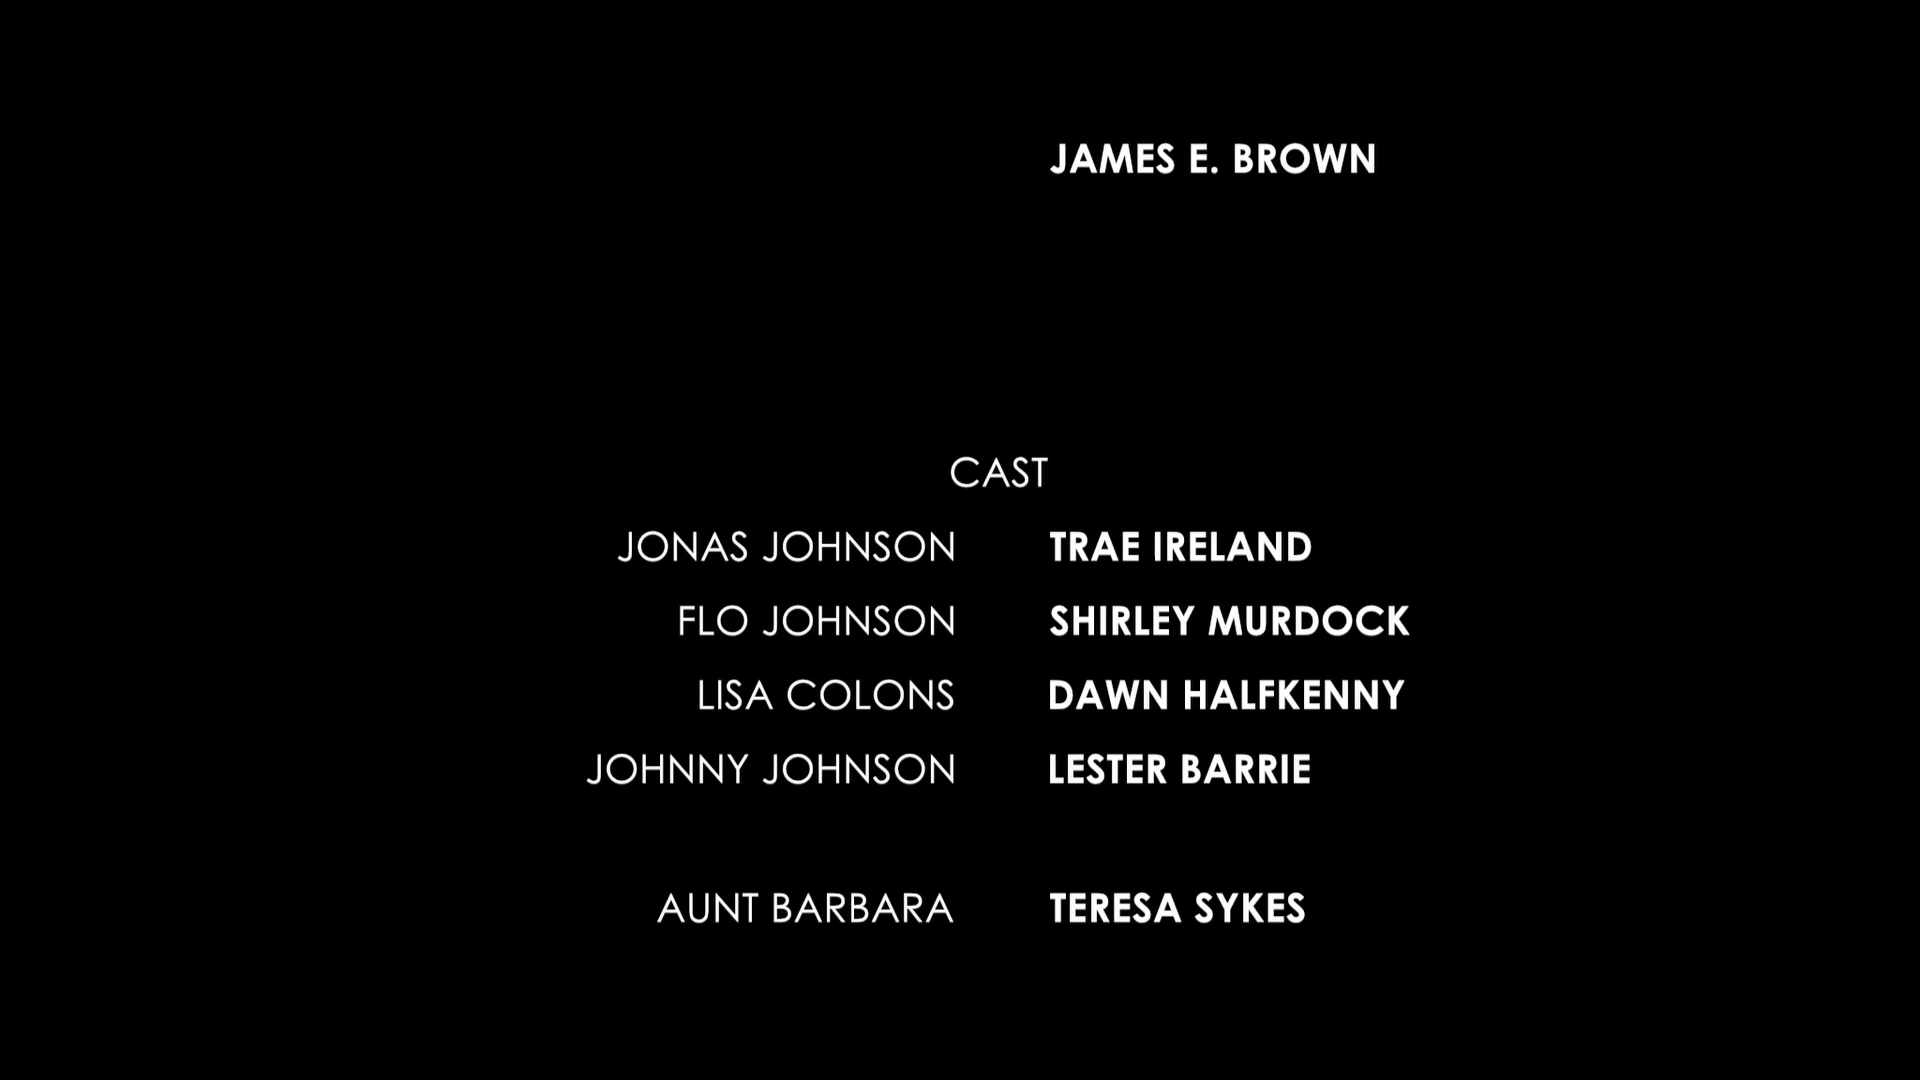 JAMES E. BROWN
CAST
JONAS JOHNSON TRAE IRELAND
FLO JOHNSON SHIRLEY MURDOCK
LISA COLONS DAWN HALFKENNY
JOHNNY JOHNSON LESTER BARRIE
AUNT BARBARA TERESA SYKES